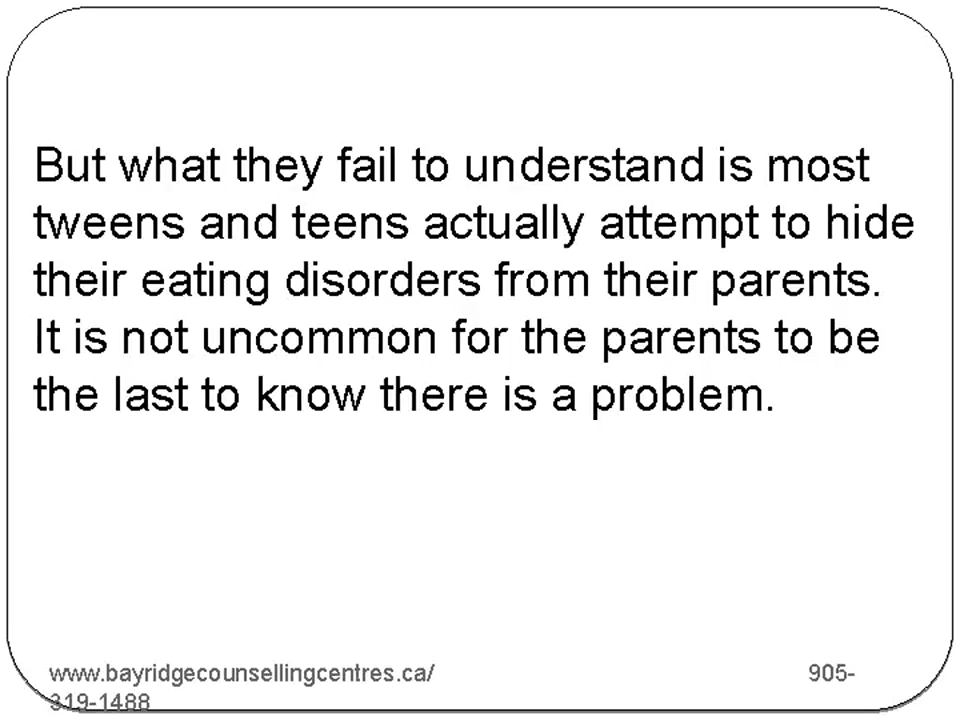 But what they fail to understand is most
tweens and teens actually attempt to hide
their eating disorders from their parents.
It is not uncommon for the parents to be
the last to know there is a problem.
www.bayridgecounsellingcentres.ca/ 905-
319-1488